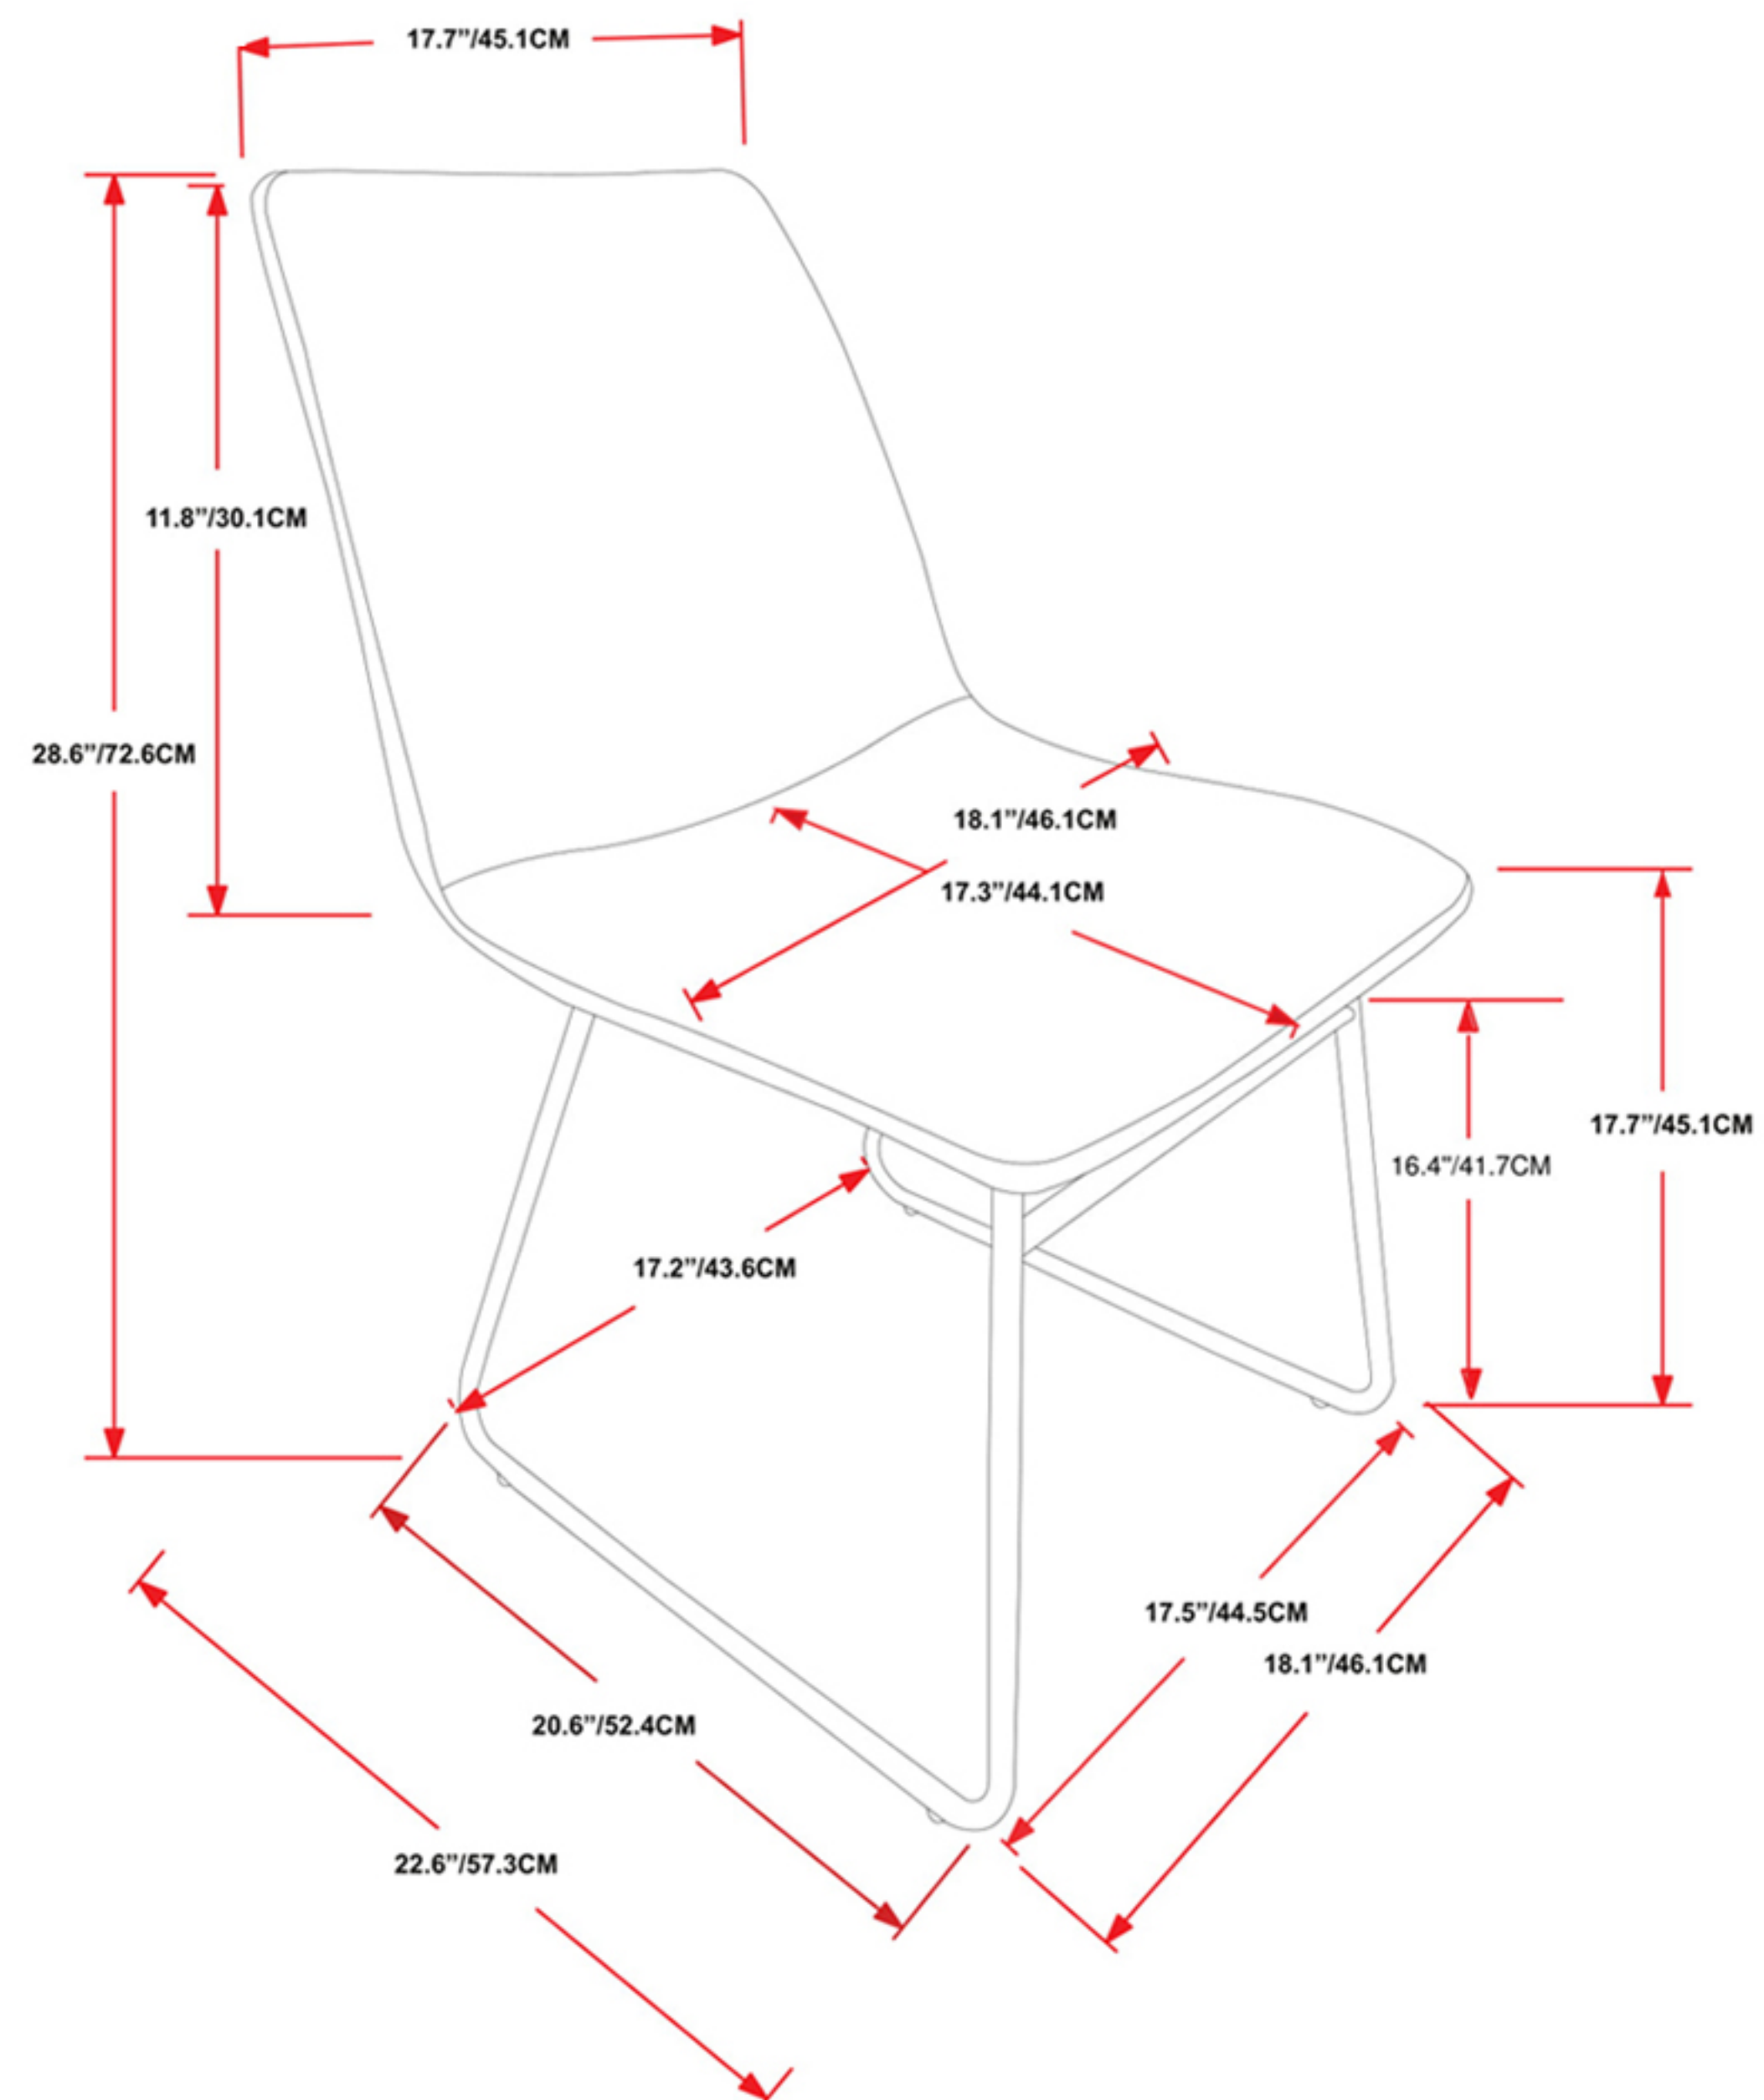 17.7”/45.1CM
11.8”/30.1CM
28.6”/72.6CM
18.1”/46.1CM
17.3”/44.1CM
17.7”/45.1CM
16.4"/41.7CM
17.2”/43.6CM
17.5”/44.5CM
18.1”/46.1CM
20.6”/52.4CM
22.6”/57.3CM